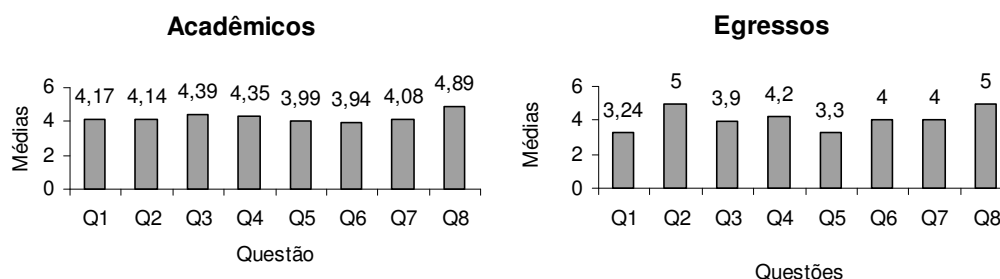 Acadêmicos
Médias
6
4
2
0
4,17 4,14 4,39 4,35 3,99 3,94 4,08 4,89
Q1 Q2 Q3 Q4 Q5 Q6 Q7 Q8
Questão
Egressos
Médias
6
4
2
0
3,24 5 3,9 4,2 3,3 4 4 5
Q1 Q2 Q3 Q4 Q5 Q6 Q7 Q8
Questões